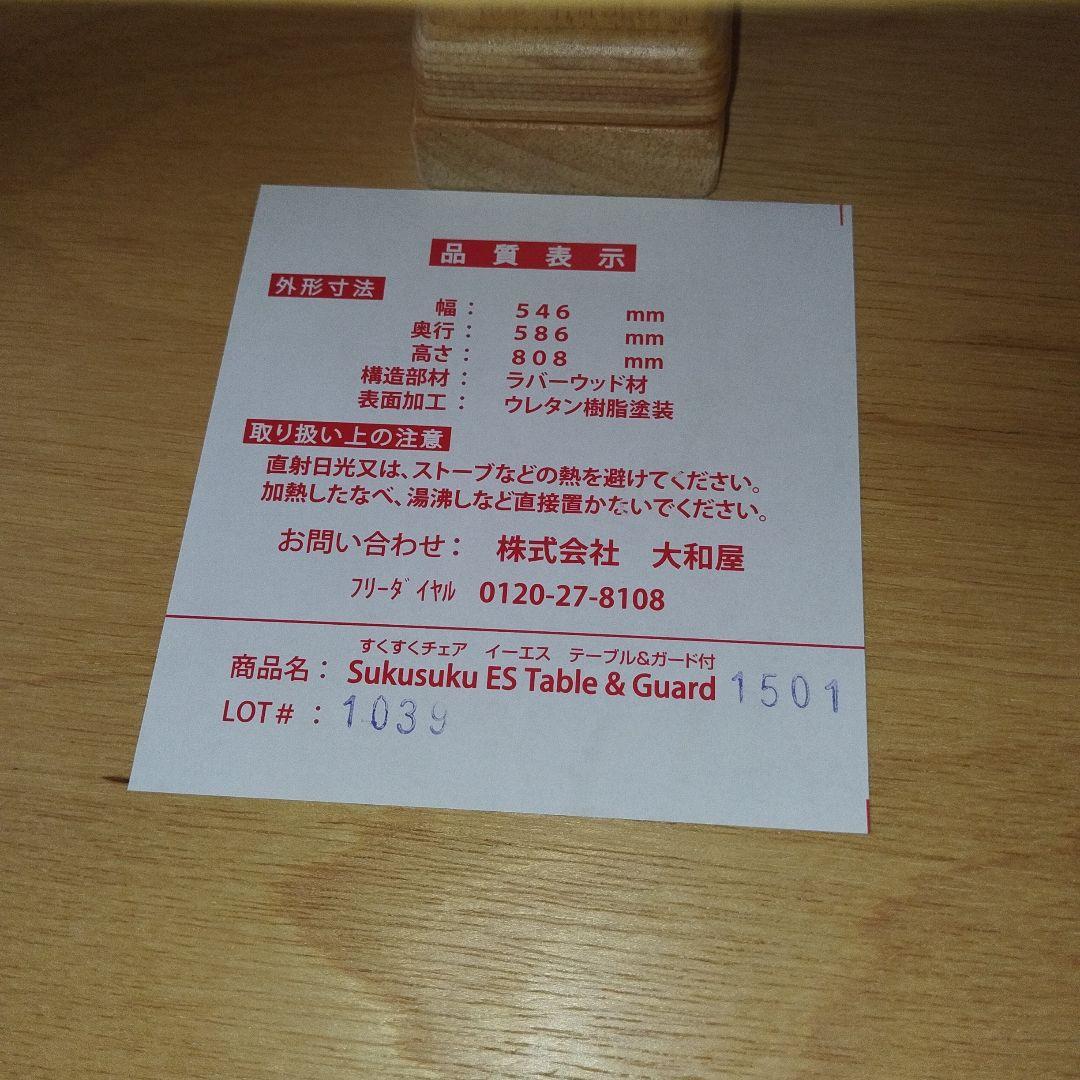 品質表示
外形寸法
幅： 546 mm
奥行： 586 mm
高さ： 808 mm
構造部材： ラバーウッド材
表面加工： ウレタン樹脂塗装
取り扱い上の注意
直射日光又は、ストーブなどの熱を避けてください。
加熱したなべ、湯沸しなど直接置かないでください。
お問い合わせ： 株式会社 大和屋
ﾌﾘｰﾀﾞｲﾔﾙ 0120-27-8108
すくすくチェア イーエス テーブル&ガード付
商品名： Sukusuku ES Table & Guard 1501
LOT＃： 1039